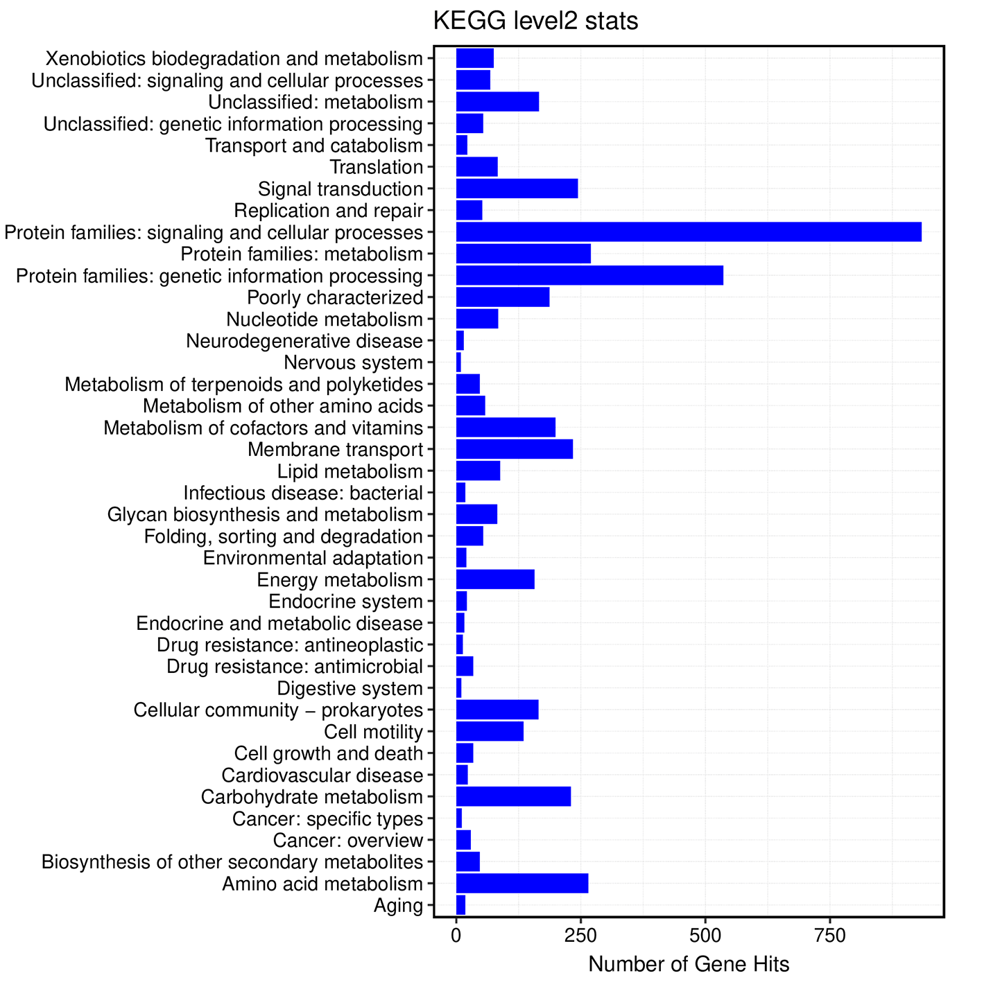 KEGG level2 stats
Xenobiotics biodegradation and metabolism
Unclassified: signaling and cellular processes
Unclassified: metabolism
Unclassified: genetic information processing
Transport and catabolism
Translation
Signal transduction
Replication and repair
Protein families: signaling and cellular processes
Protein families: metabolism
Protein families: genetic information processing
Poorly characterized
Nucleotide metabolism
Neurodegenerative disease
Nervous system
Metabolism of terpenoids and polyketides
Metabolism of other amino acids
Metabolism of cofactors and vitamins
Membrane transport
Lipid metabolism
Infectious disease: bacterial
Glycan biosynthesis and metabolism
Folding, sorting and degradation
Environmental adaptation
Energy metabolism
Endocrine system
Endocrine and metabolic disease
Drug resistance: antineoplastic
Drug resistance: antimicrobial
Digestive system
Cellular community − prokaryotes
Cell motility
Cell growth and death
Cardiovascular disease
Carbohydrate metabolism
Cancer: specific types
Cancer: overview
Biosynthesis of other secondary metabolites
Amino acid metabolism
Aging
0 250 500 750
Number of Gene Hits